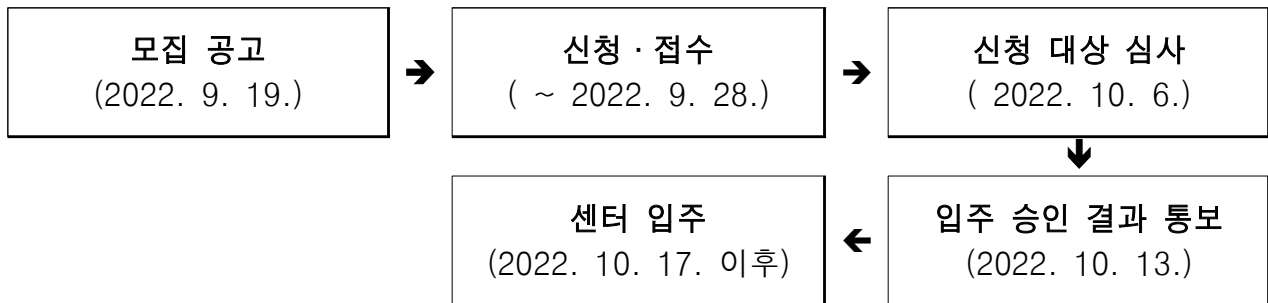 모집 공고
(2022. 9. 19.)
➔
신청·접수
( ~ 2022. 9. 28.)
➔
신청 대상 심사
( 2022. 10. 6.)
🡻
입주 승인 결과 통보
(2022. 10. 13.)
🡸
센터 입주
(2022. 10. 17. 이후)